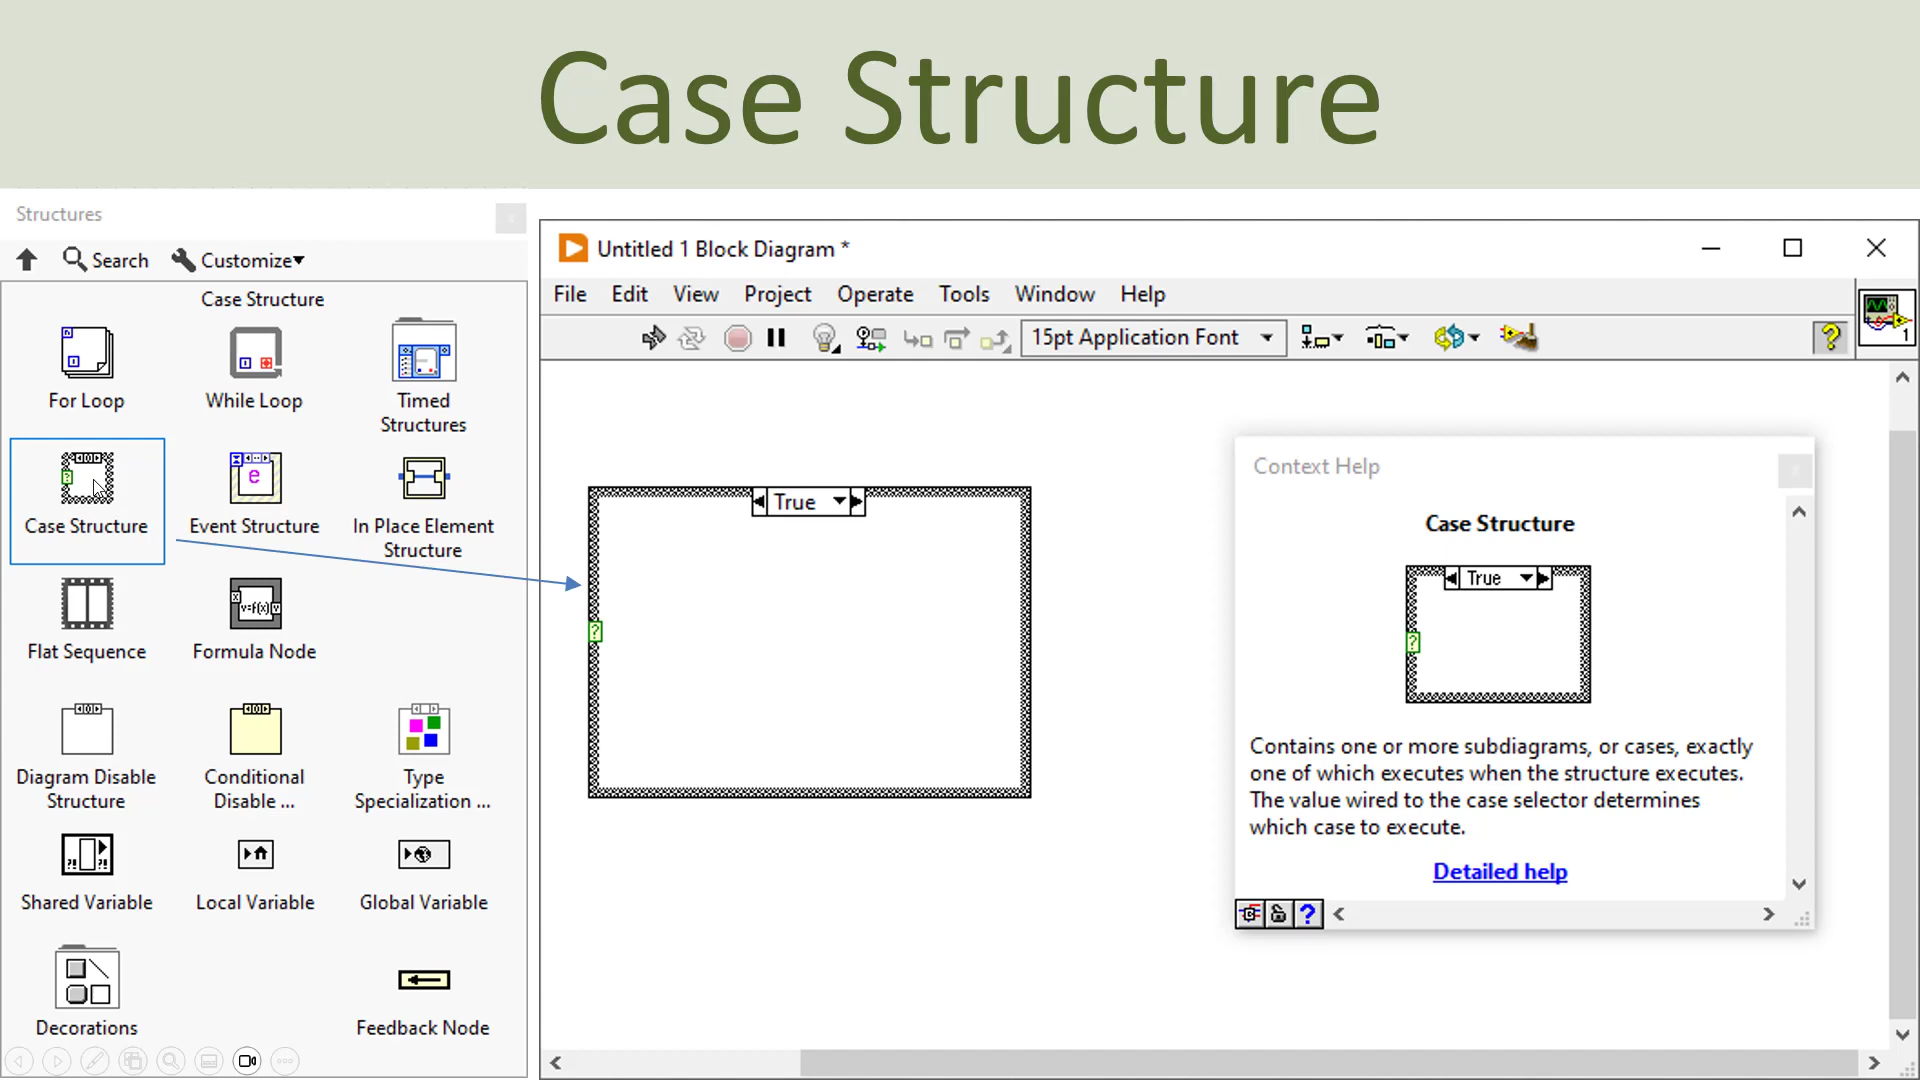 Case Structure
Structures
Search
Customize
Case Structure
For Loop
While Loop
Timed
Structures
Case Structure
Event Structure
In Place Element
Structure
Flat Sequence
Formula Node
Diagram Disable
Structure
Conditional
Disable ...
Type
Specialization ...
Shared Variable
Local Variable
Global Variable
Decorations
Feedback Node
Untitled 1 Block Diagram *
File Edit View Project Operate Tools Window Help
15pt Application Font
1
True
?
Context Help
Case Structure
True
?
Contains one or more subdiagrams, or cases, exactly
one of which executes when the structure executes.
The value wired to the case selector determines
which case to execute.
Detailed help